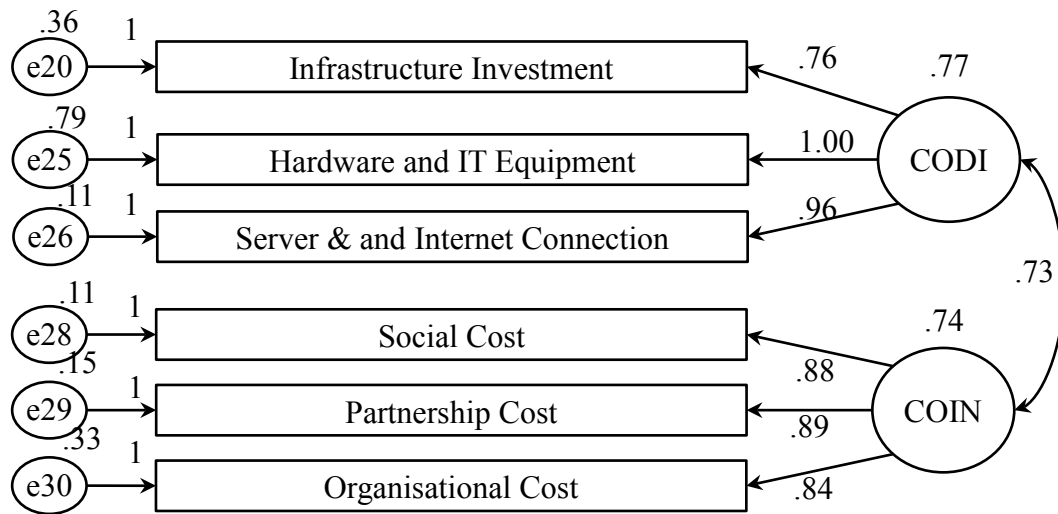 .36
1
e20
Infrastructure Investment
.76
.77
.79
1
e25
Hardware and IT Equipment
1.00
CODI
.11
1
e26
Server & and Internet Connection
.96
.73
.11
1
e28
Social Cost
.88
.74
.15
1
e29
Partnership Cost
.89
COIN
.33
1
e30
Organisational Cost
.84